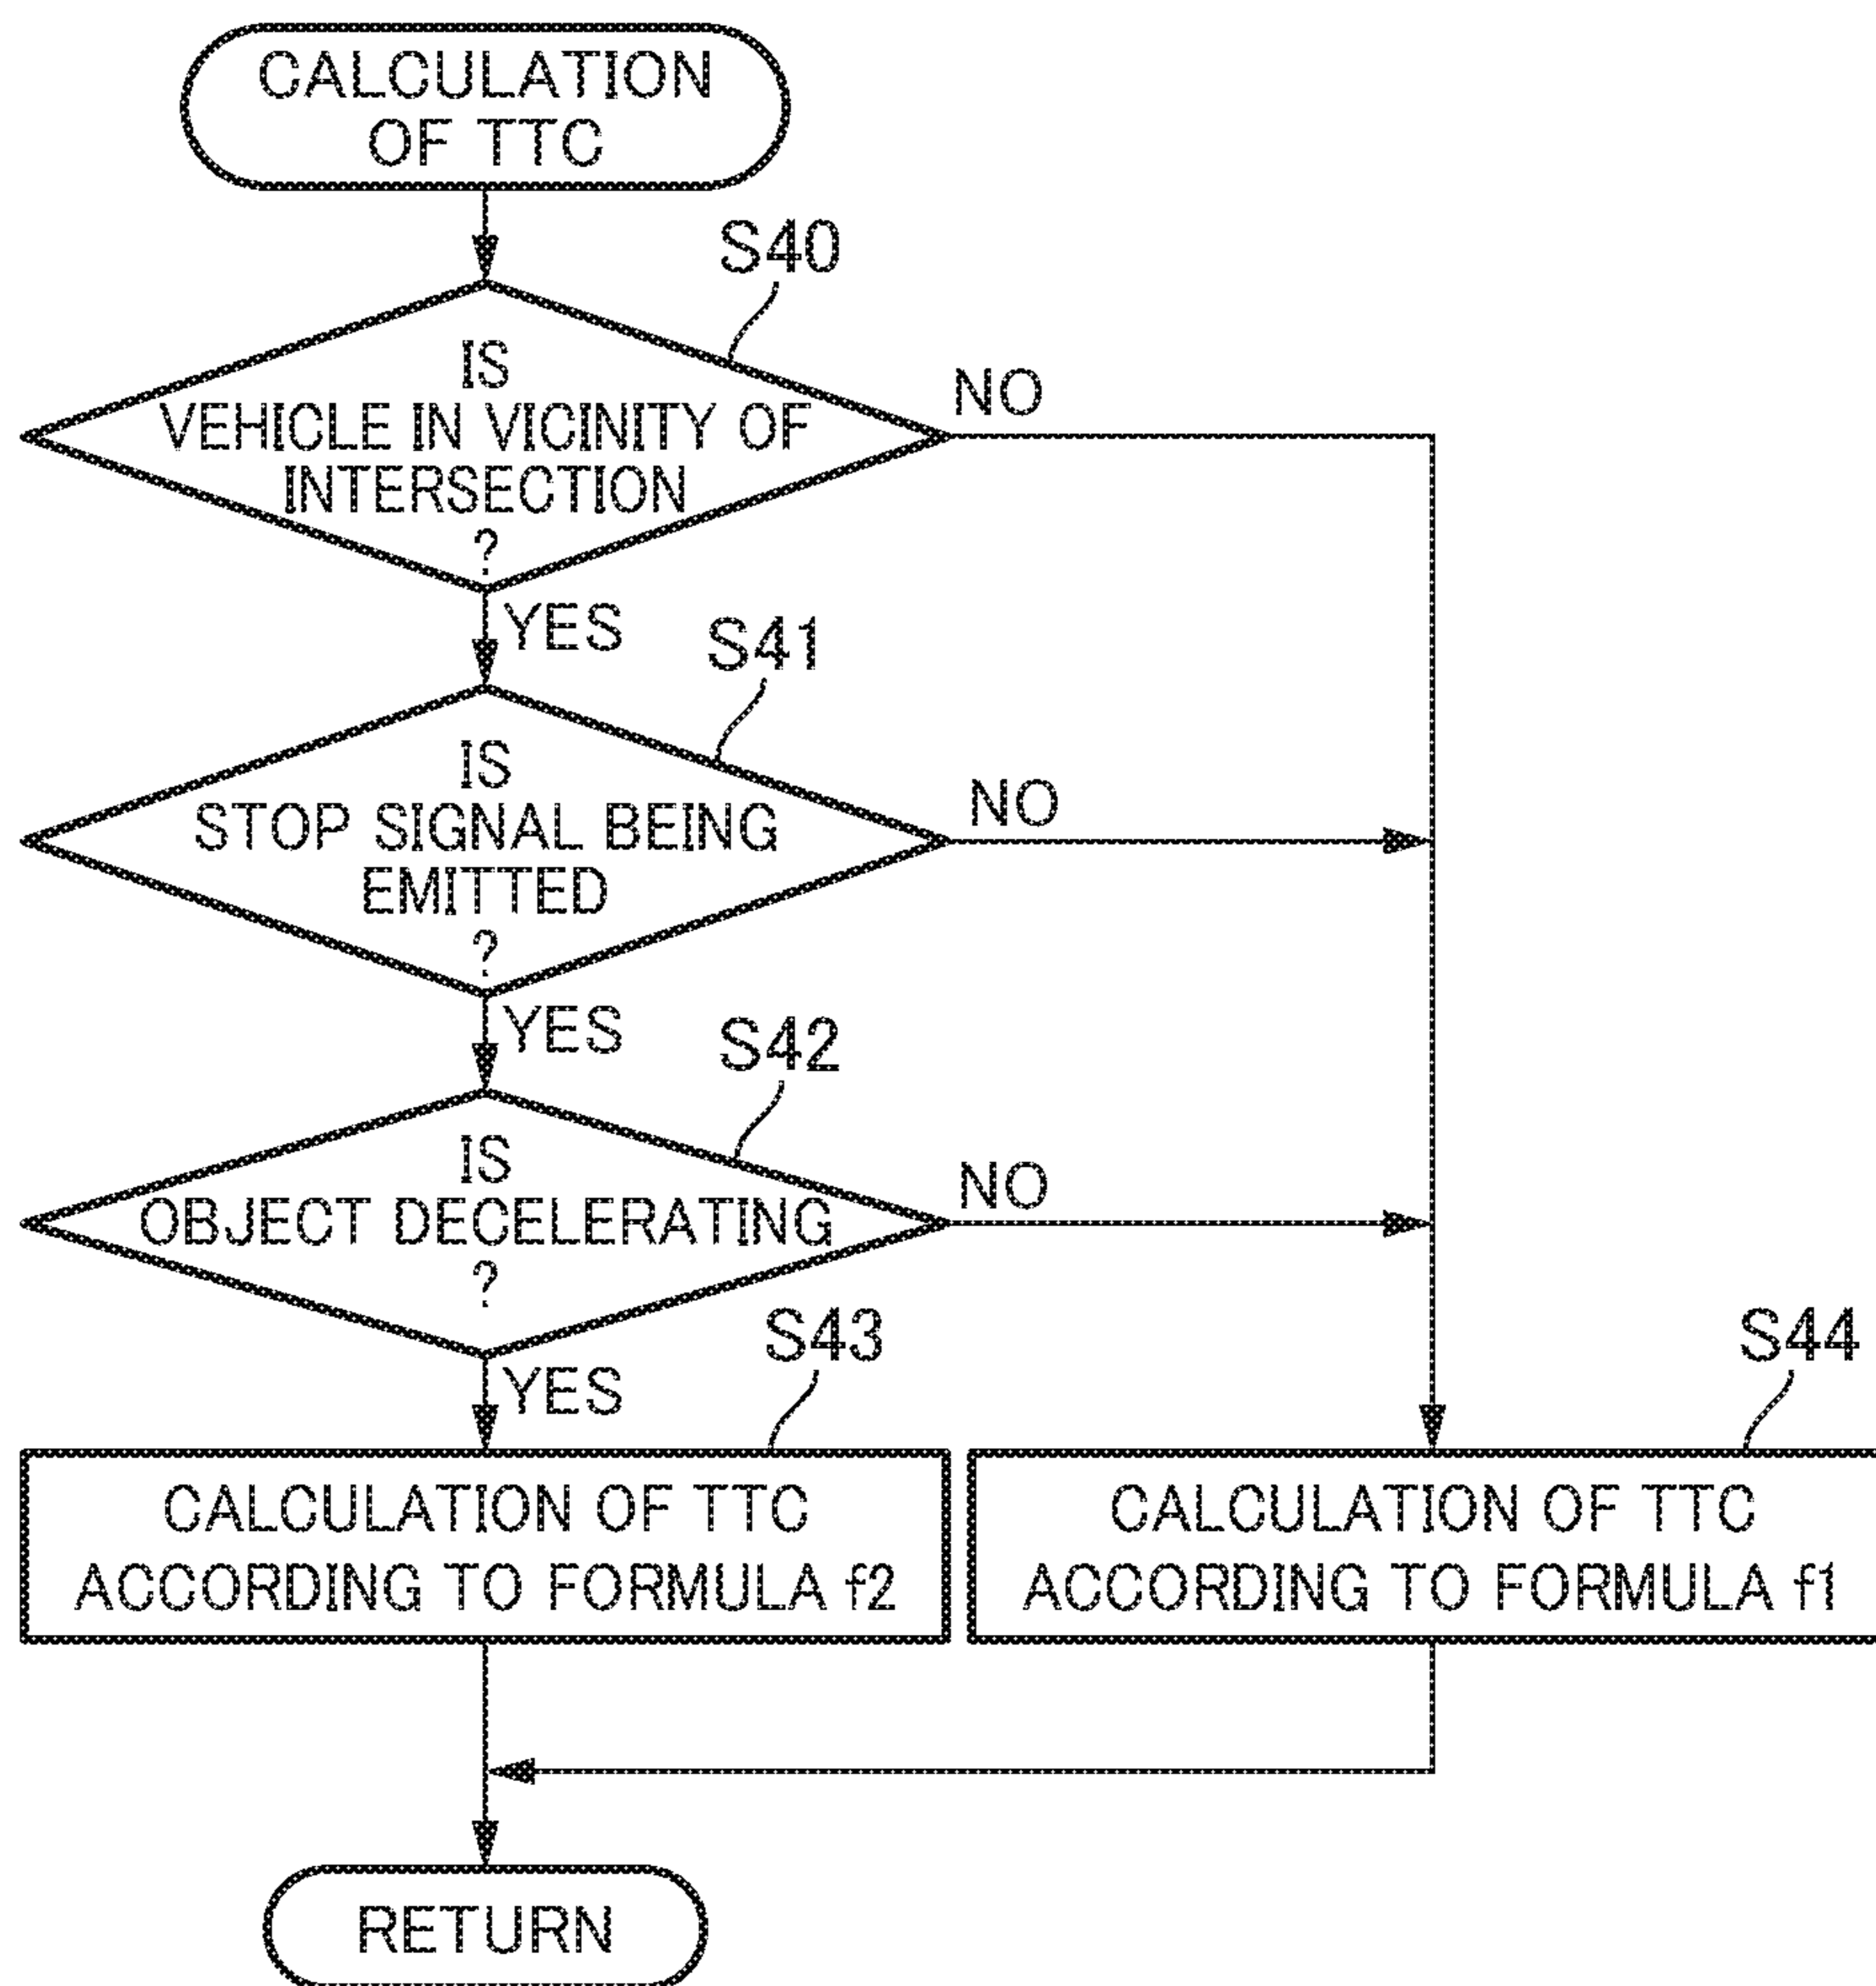 CALCULATION
OF TTC
S40
IS
VEHICLE IN VICINITY OF
INTERSECTION
?
NO
YES
S41
IS
STOP SIGNAL BEING
EMITTED
?
NO
YES
S42
IS
OBJECT DECELERATING
?
NO
YES
S43
CALCULATION OF TTC
ACCORDING TO FORMULA f2
S44
CALCULATION OF TTC
ACCORDING TO FORMULA f1
RETURN